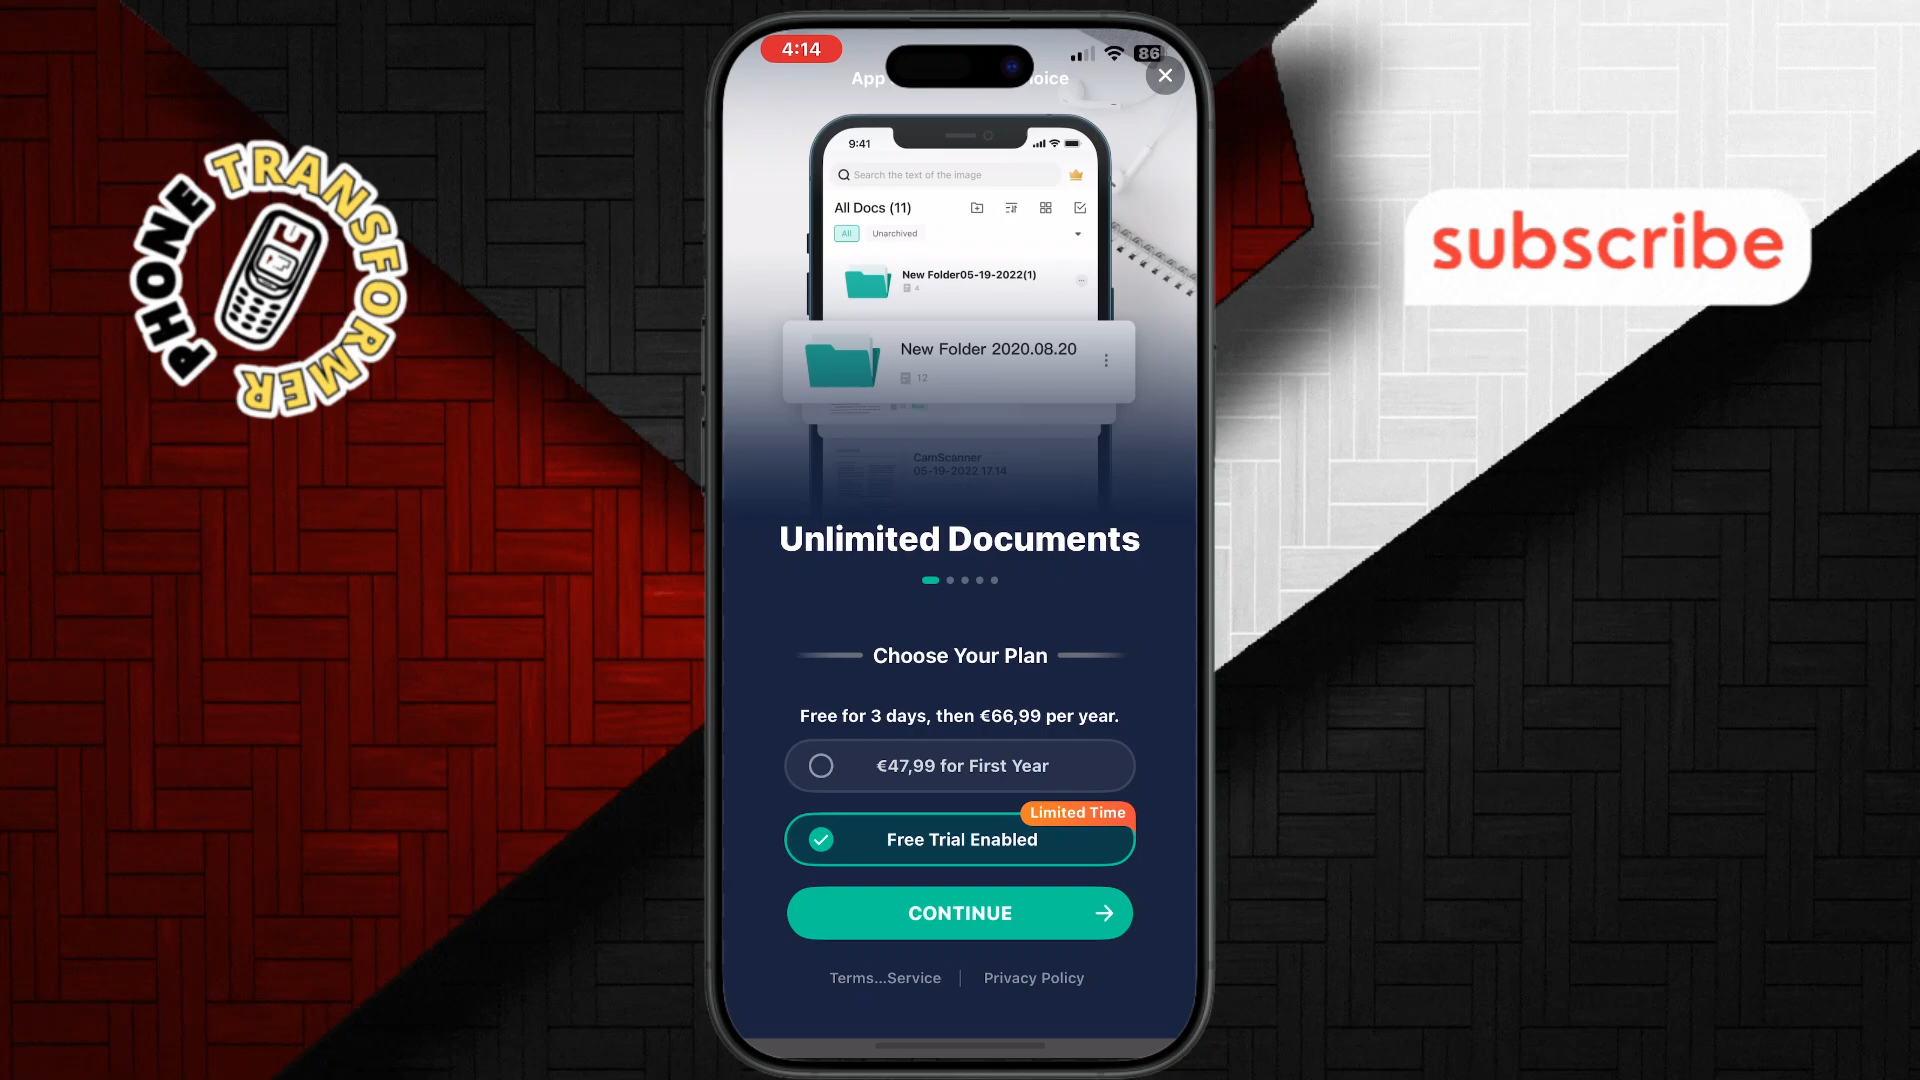 PHONE TRANSFORMER
subscribe
4:14
86
App
oice
9:41
Search the text of the image
All Docs (11)
All
Unarchived
New Folder05-19-2022(1)
4
New Folder 2020.08.20
12
CamScanner
05-19-2022 17.14
Unlimited Documents
Choose Your Plan
Free for 3 days, then €66,99 per year.
€47,99 for First Year
Limited Time
Free Trial Enabled
CONTINUE
Terms...Service
Privacy Policy